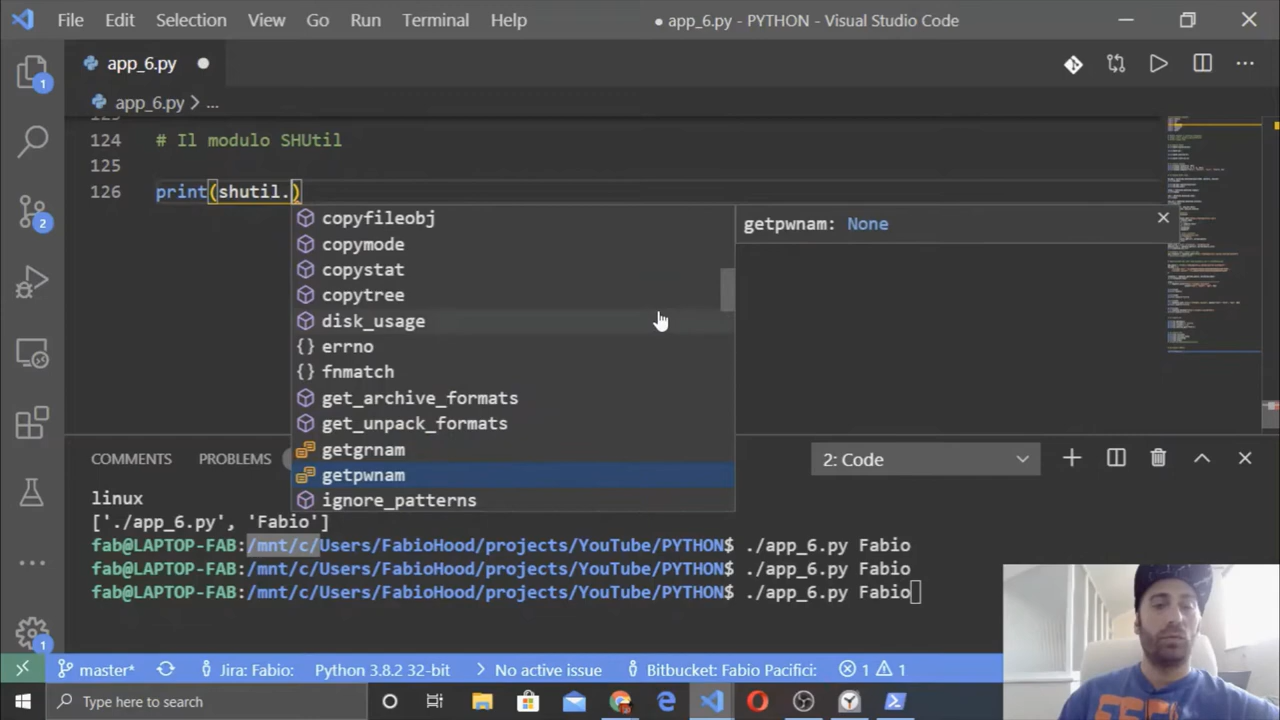 File Edit Selection View Go Run Terminal Help
● app_6.py - PYTHON - Visual Studio Code
app_6.py ●
app_6.py > ...
124 # Il modulo SHUtil
125
126 print(shutil.)
copyfileobj
copymode
copystat
copytree
disk_usage
{} errno
{} fnmatch
get_archive_formats
get_unpack_formats
getgrnam
getpwnam
ignore_patterns
getpwnam: None
1
2
1
COMMENTS PROBLEMS
2: Code
linux
['./app_6.py', 'Fabio']
fab@LAPTOP-FAB:/mnt/c/Users/FabioHood/projects/YouTube/PYTHON$ ./app_6.py Fabio
fab@LAPTOP-FAB:/mnt/c/Users/FabioHood/projects/YouTube/PYTHON$ ./app_6.py Fabio
fab@LAPTOP-FAB:/mnt/c/Users/FabioHood/projects/YouTube/PYTHON$ ./app_6.py Fabio
master* Jira: Fabio: Python 3.8.2 32-bit No active issue Bitbucket: Fabio Pacifici: 1 1
Type here to search